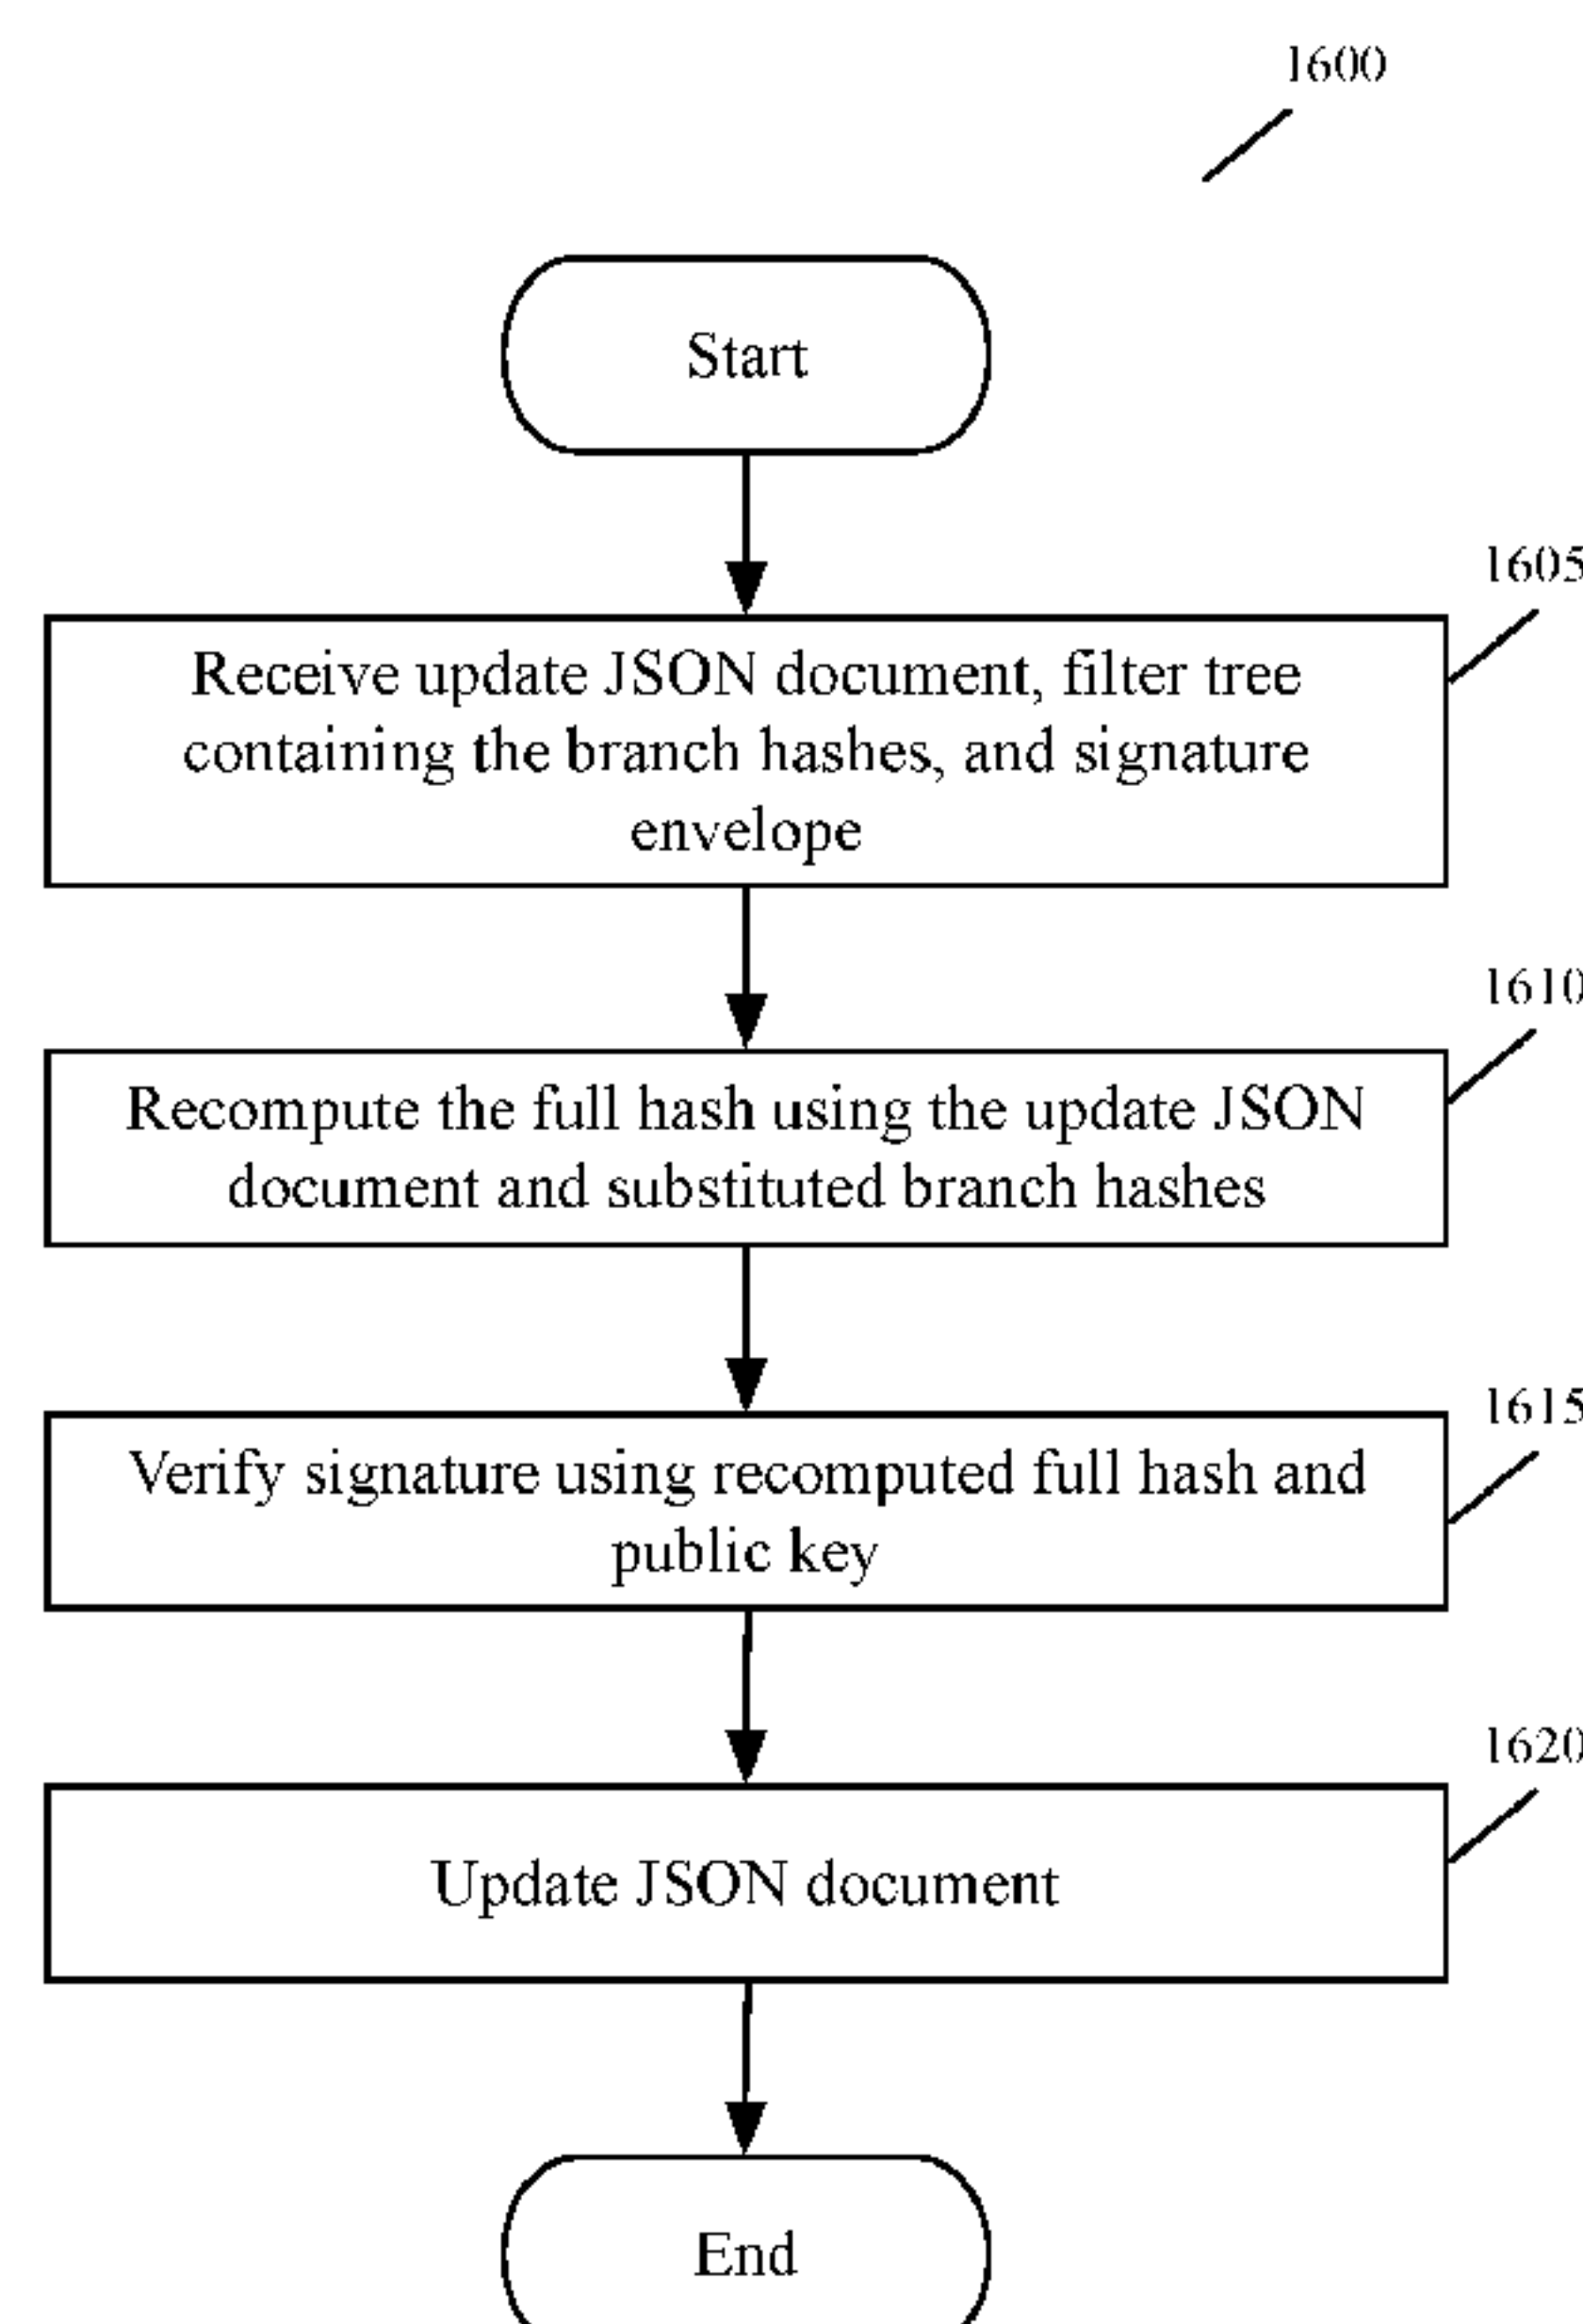 1600
Start
1605
Receive update JSON document, filter tree
containing the branch hashes, and signature
envelope
1610
Recompute the full hash using the update JSON
document and substituted branch hashes
1615
Verify signature using recomputed full hash and
public key
1620
Update JSON document
End